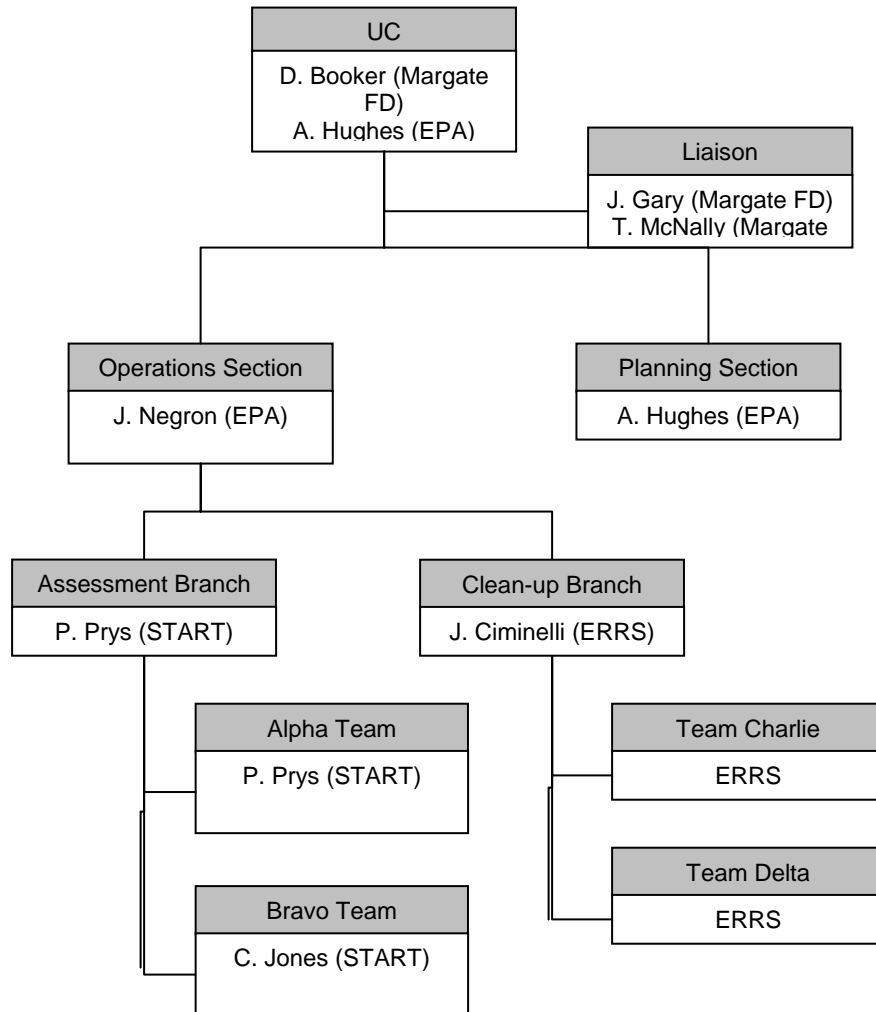 UC
D. Booker (Margate
FD)
A. Hughes (EPA)
Liaison
J. Gary (Margate FD)
T. McNally (Margate
Operations Section
J. Negron (EPA)
Planning Section
A. Hughes (EPA)
Assessment Branch
P. Prys (START)
Clean-up Branch
J. Ciminelli (ERRS)
Alpha Team
P. Prys (START)
Team Charlie
ERRS
Bravo Team
C. Jones (START)
Team Delta
ERRS